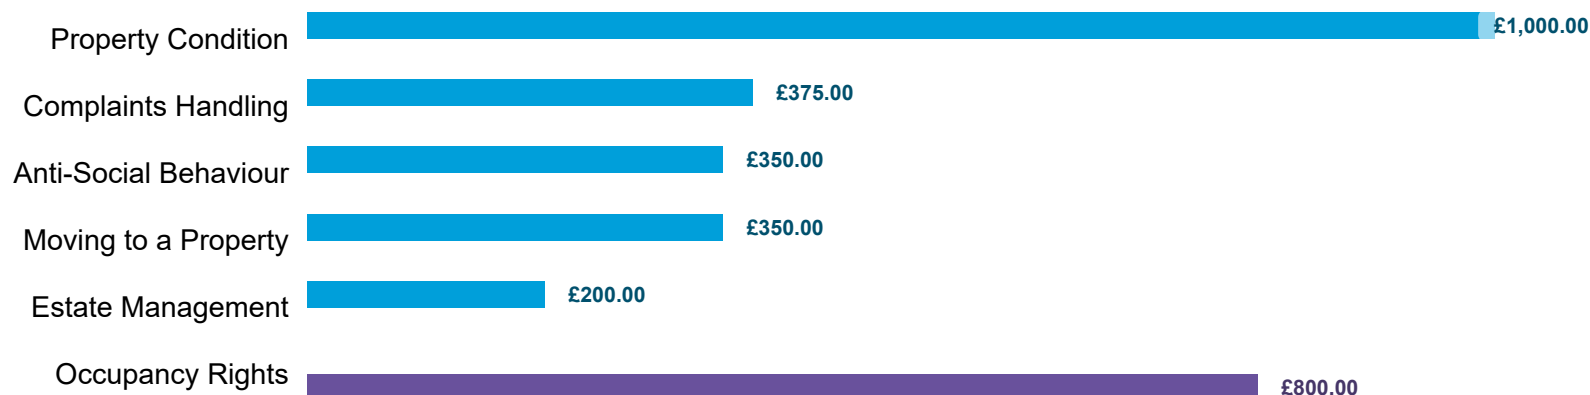 Property Condition £1,000.00
Complaints Handling £375.00
Anti-Social Behaviour £350.00
Moving to a Property £350.00
Estate Management £200.00
Occupancy Rights £800.00